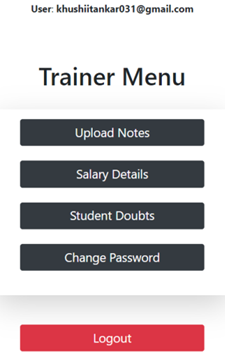 User: khushiitankar031@gmail.com
Trainer Menu
Upload Notes
Salary Details
Student Doubts
Change Password
Logout